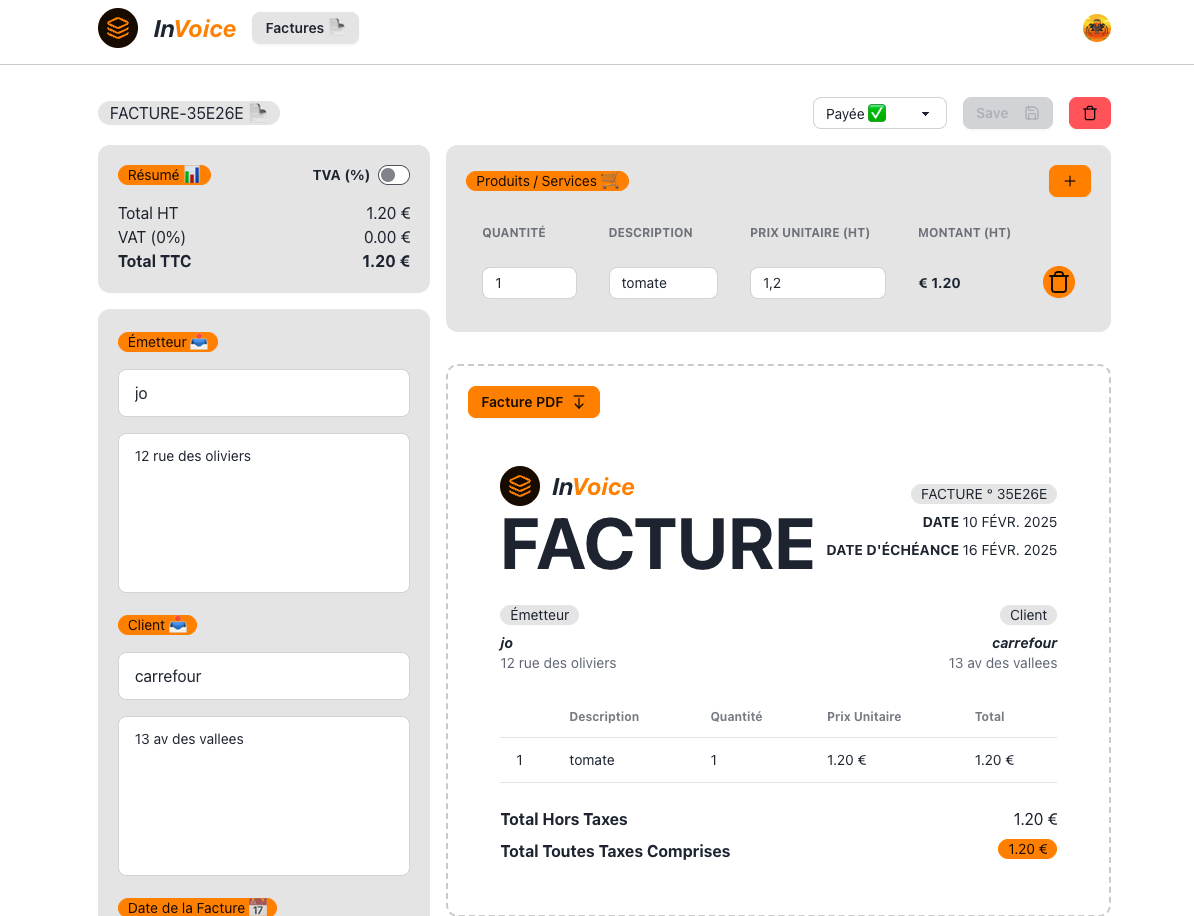 InVoice
Factures
FACTURE-35E26E
Payée ✅
Save
Résumé 📊
TVA (%)
Total HT 1.20 €
VAT (0%) 0.00 €
Total TTC 1.20 €
Émetteur 📤
jo
12 rue des oliviers
Client 📤
carrefour
13 av des vallees
Date de la Facture 📅
Produits / Services 🛒
+
QUANTITÉ DESCRIPTION PRIX UNITAIRE (HT) MONTANT (HT)
1 tomate 1,2 € 1.20
Facture PDF
InVoice
FACTURE
FACTURE ° 35E26E
DATE 10 FÉVR. 2025
DATE D'ÉCHÉANCE 16 FÉVR. 2025
Émetteur
jo
12 rue des oliviers
Client
carrefour
13 av des vallees
Description Quantité Prix Unitaire Total
1 tomate 1 1.20 € 1.20 €
Total Hors Taxes 1.20 €
Total Toutes Taxes Comprises 1.20 €